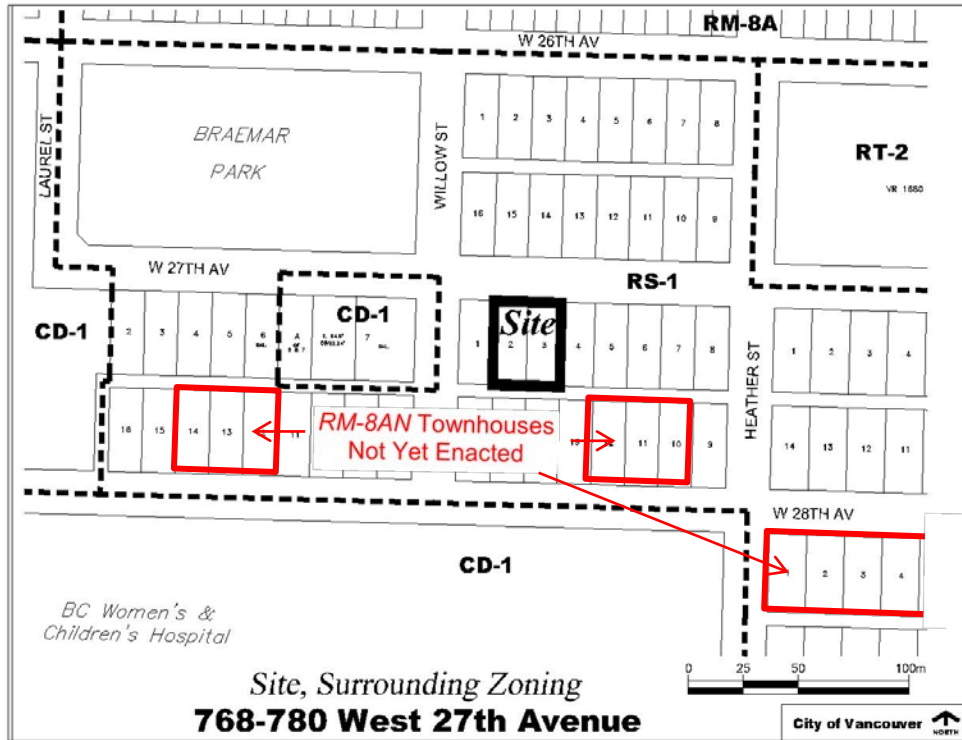 RM-8A
W 26TH AV
LAUREL ST
BRAEMAR
PARK
WILLOW ST
1 2 3 4 5 6 7 8
RT-2
VR 1680
16 15 14 13 12 11 10 9
W 27TH AV
RS-1
CD-1
2 3 4 5 6 A CD-1 7
Site
1 2 3 4 5 6 7 8
HEATHER ST
1 2 3 4
16 15 14 13 11
RM-8AN Townhouses
Not Yet Enacted
11 10 9
14 13 12 11
W 28TH AV
CD-1
2 3 4
BC Women's &
Children's Hospital
Site, Surrounding Zoning
768-780 West 27th Avenue
0 25 50 100m
City of Vancouver
NORTH